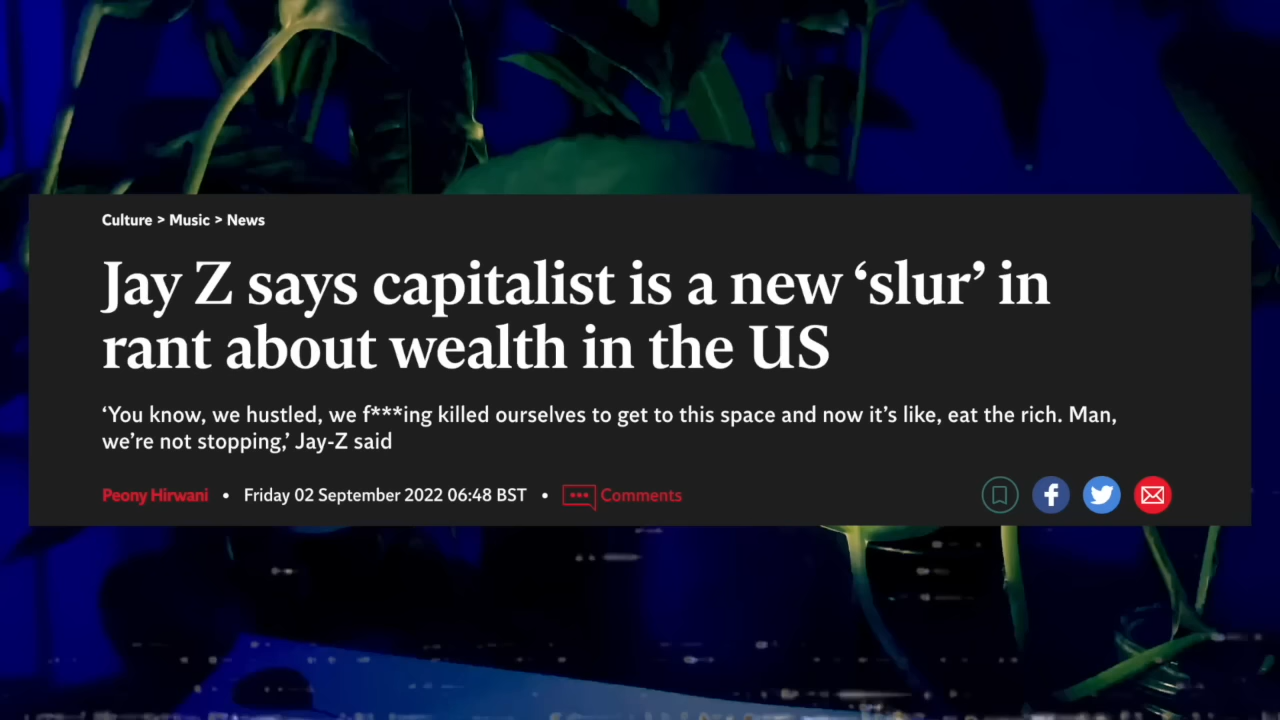 Culture > Music > News
Jay Z says capitalist is a new ‘slur’ in
rant about wealth in the US
‘You know, we hustled, we f***ing killed ourselves to get to this space and now it’s like, eat the rich. Man,
we’re not stopping,’ Jay-Z said
Peony Hirwani • Friday 02 September 2022 06:48 BST • Comments